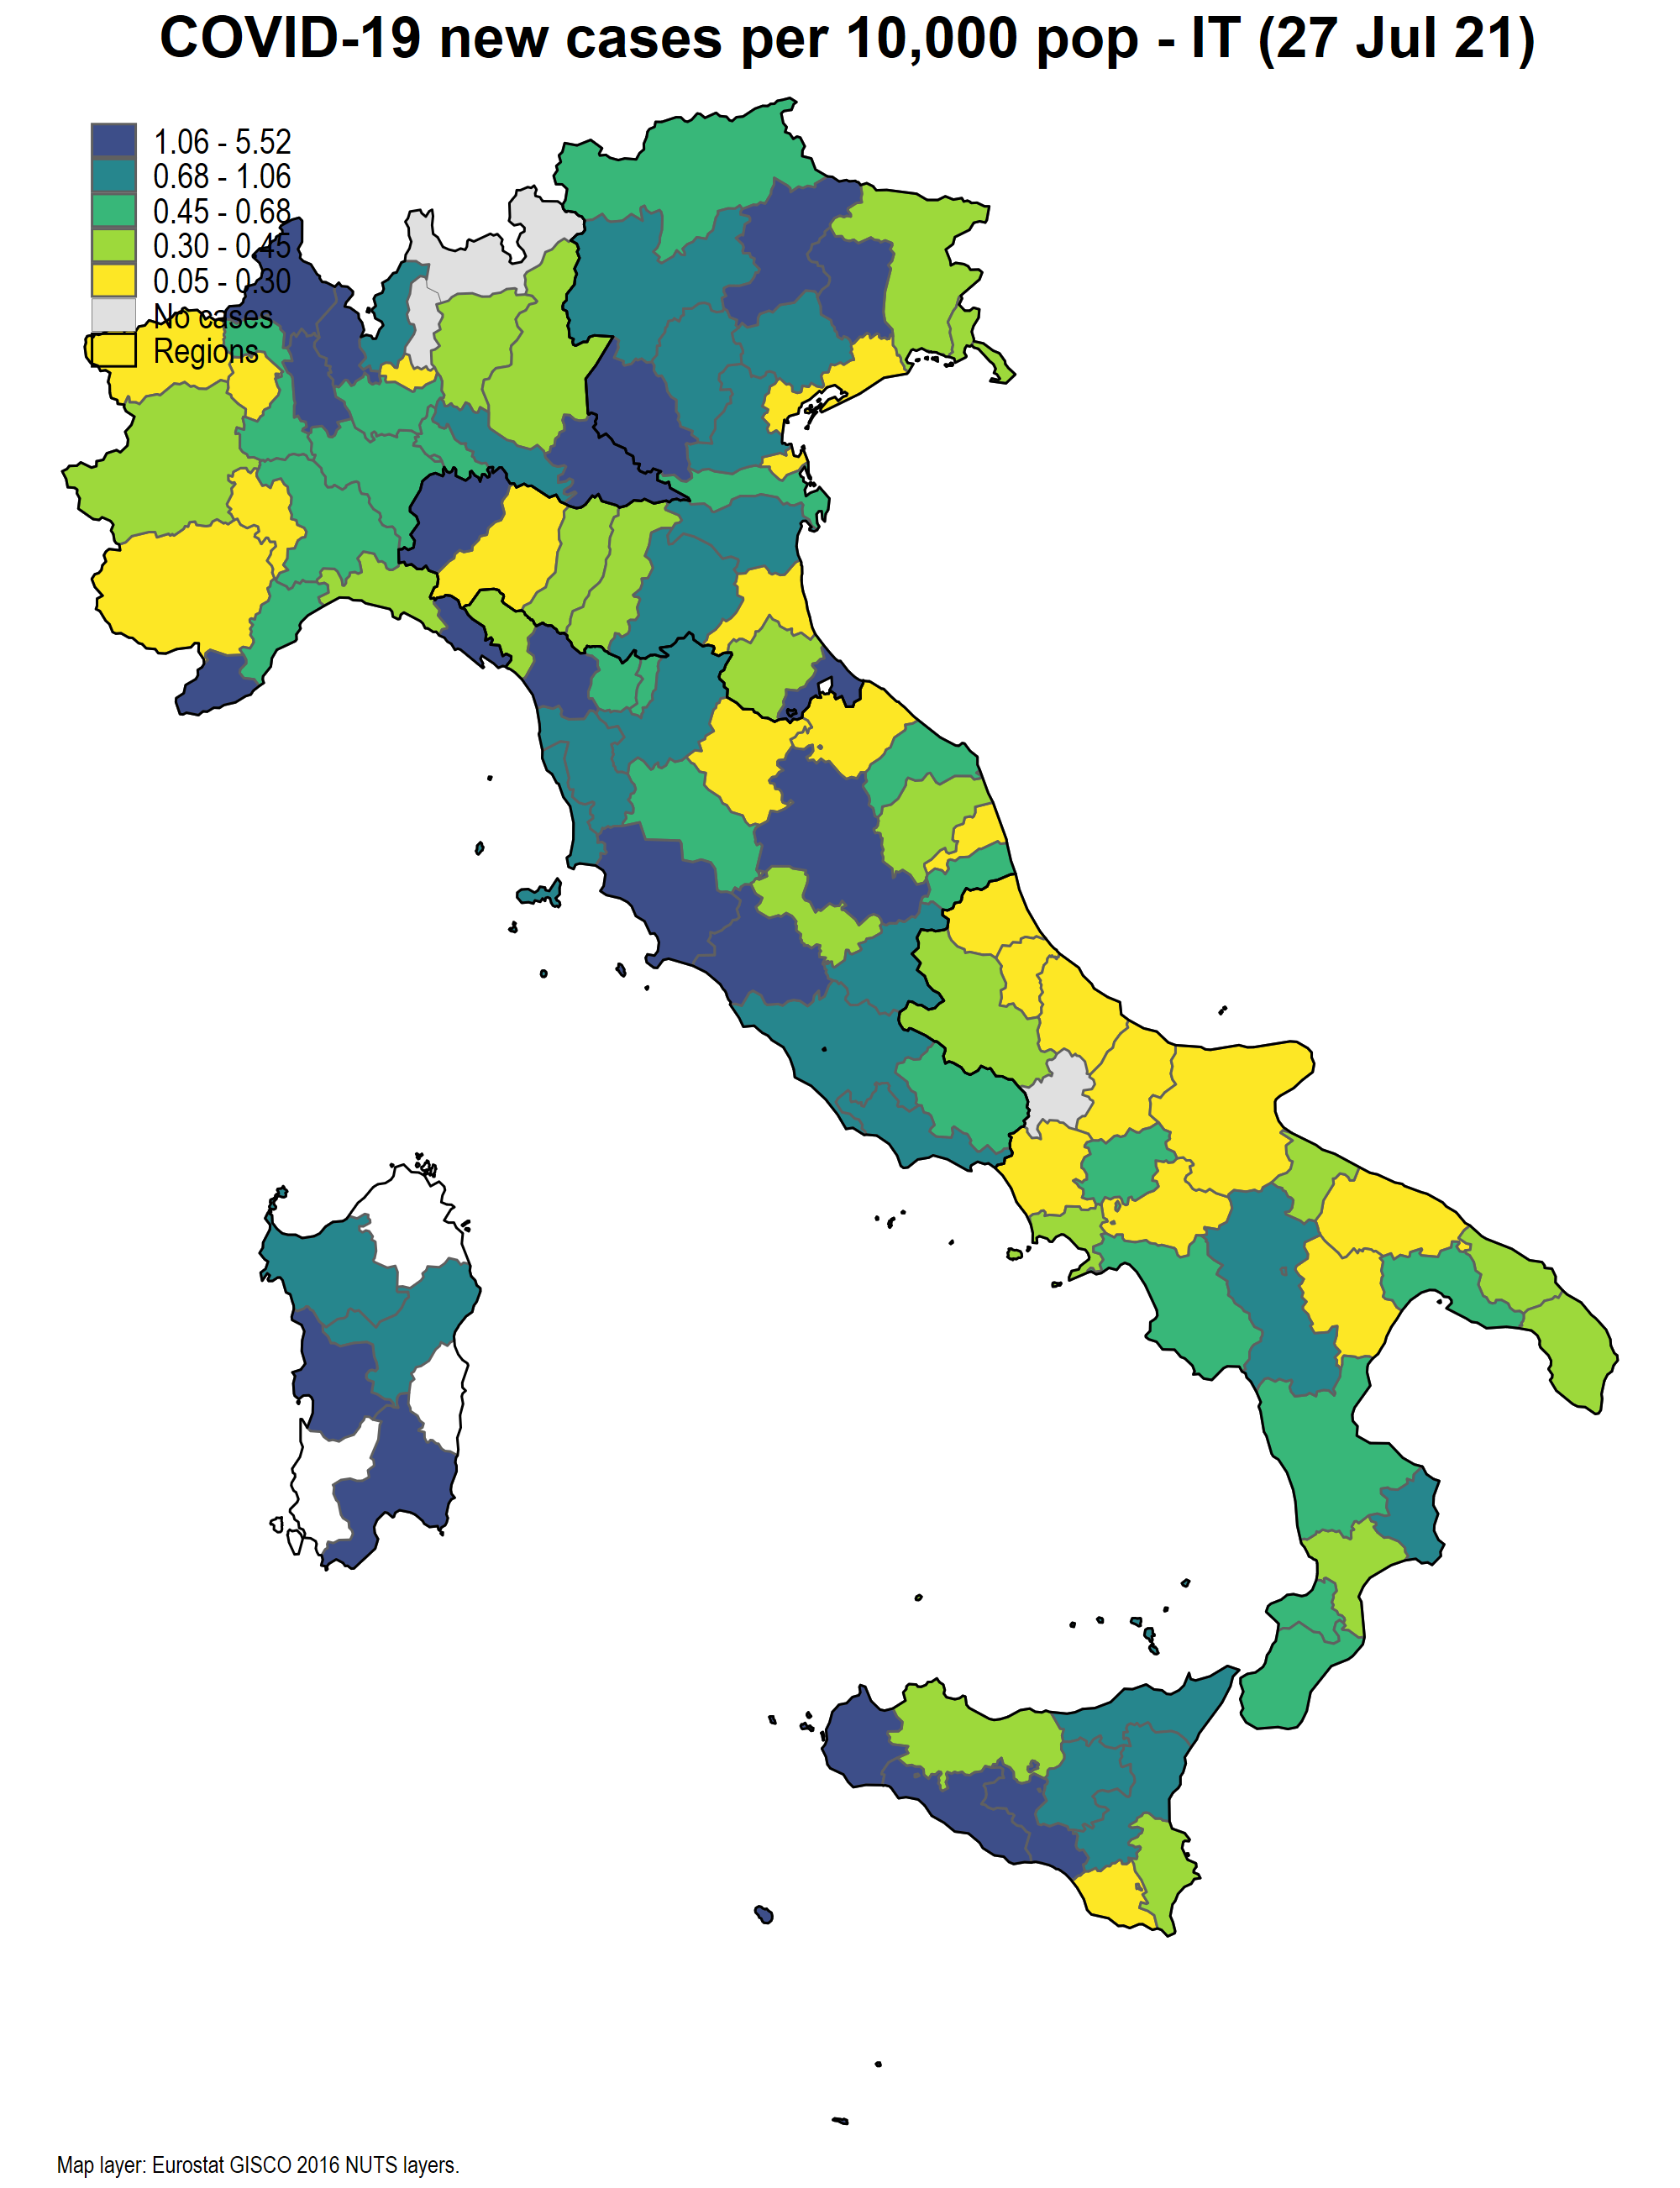 COVID-19 new cases per 10,000 pop - IT (27 Jul 21)
1.06 - 5.52
0.68 - 1.06
0.45 - 0.68
0.30 - 0.45
0.05 - 0.30
No cases
Regions
Map layer: Eurostat GISCO 2016 NUTS layers.